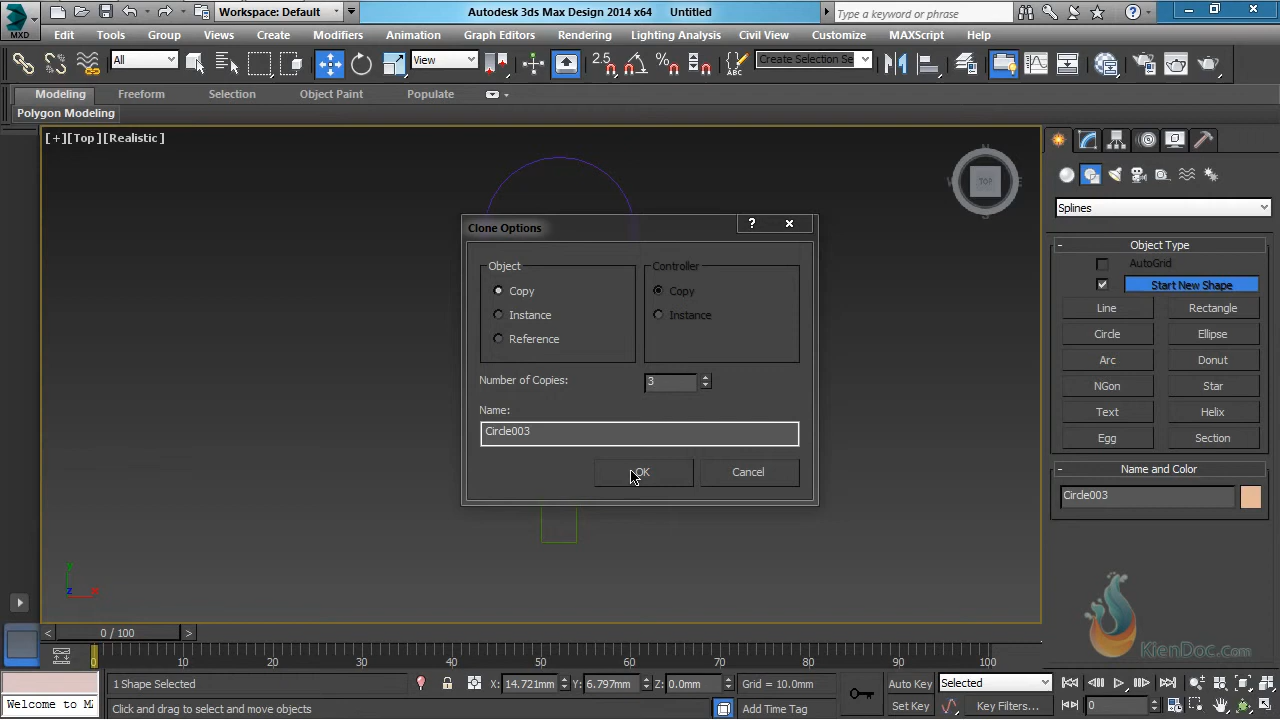 Workspace: Default
Autodesk 3ds Max Design 2014 x64 Untitled
Type a keyword or phrase
MXD
Edit Tools Group Views Create Modifiers Animation Graph Editors Rendering Lighting Analysis Civil View Customize MAXScript Help
All
View
2.5
Create Selection Se
Modeling Freeform Selection Object Paint Populate
Polygon Modeling
[+][Top][Realistic]
N
TOP
W
E
S
Splines
Clone Options
?
Object
Controller
Copy
Instance
Reference
Copy
Instance
Number of Copies:
3
Name:
Circle003
OK
Cancel
Object Type
AutoGrid
Start New Shape
Line Rectangle
Circle Ellipse
Arc Donut
NGon Star
Text Helix
Egg Section
Name and Color
Circle003
KienDoc.Com
y
z x
< 0 / 100 >
0 10 20 30 40 50 60 70 80 90 100
1 Shape Selected
X: 14.721mm Y: 6.797mm Z: 0.0mm
Grid = 10.0mm
Auto Key
Selected
Welcome to M
Click and drag to select and move objects
Add Time Tag
Set Key
Key Filters...
0